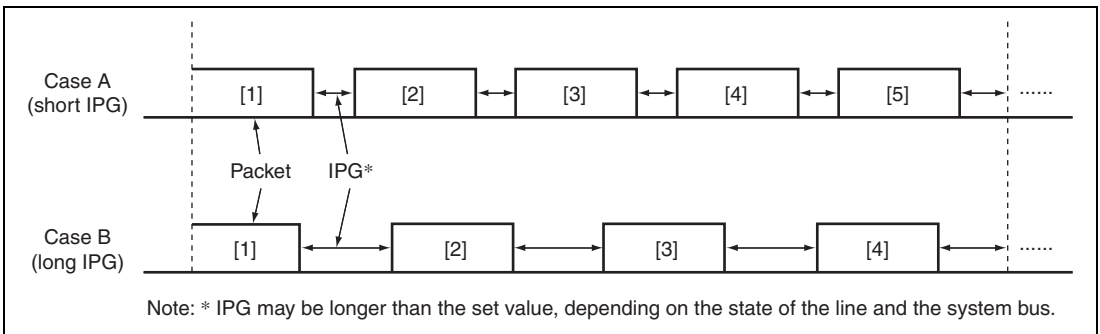 Case A
(short IPG)
[1] [2] [3] [4] [5] ......
Packet IPG*
Case B
(long IPG)
[1] [2] [3] [4] ......
Note: * IPG may be longer than the set value, depending on the state of the line and the system bus.